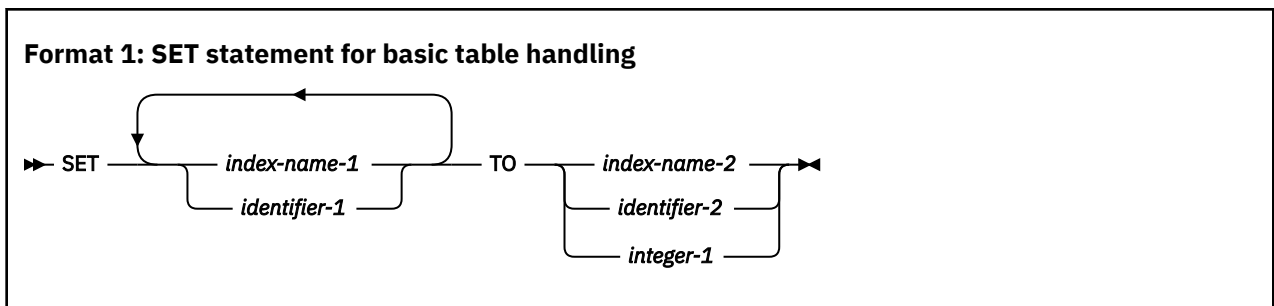 Format 1: SET statement for basic table handling
SET index-name-1 TO index-name-2
identifier-1 identifier-2
integer-1